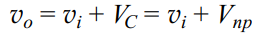 v_o = v_i + V_C = v_i + V_{np}